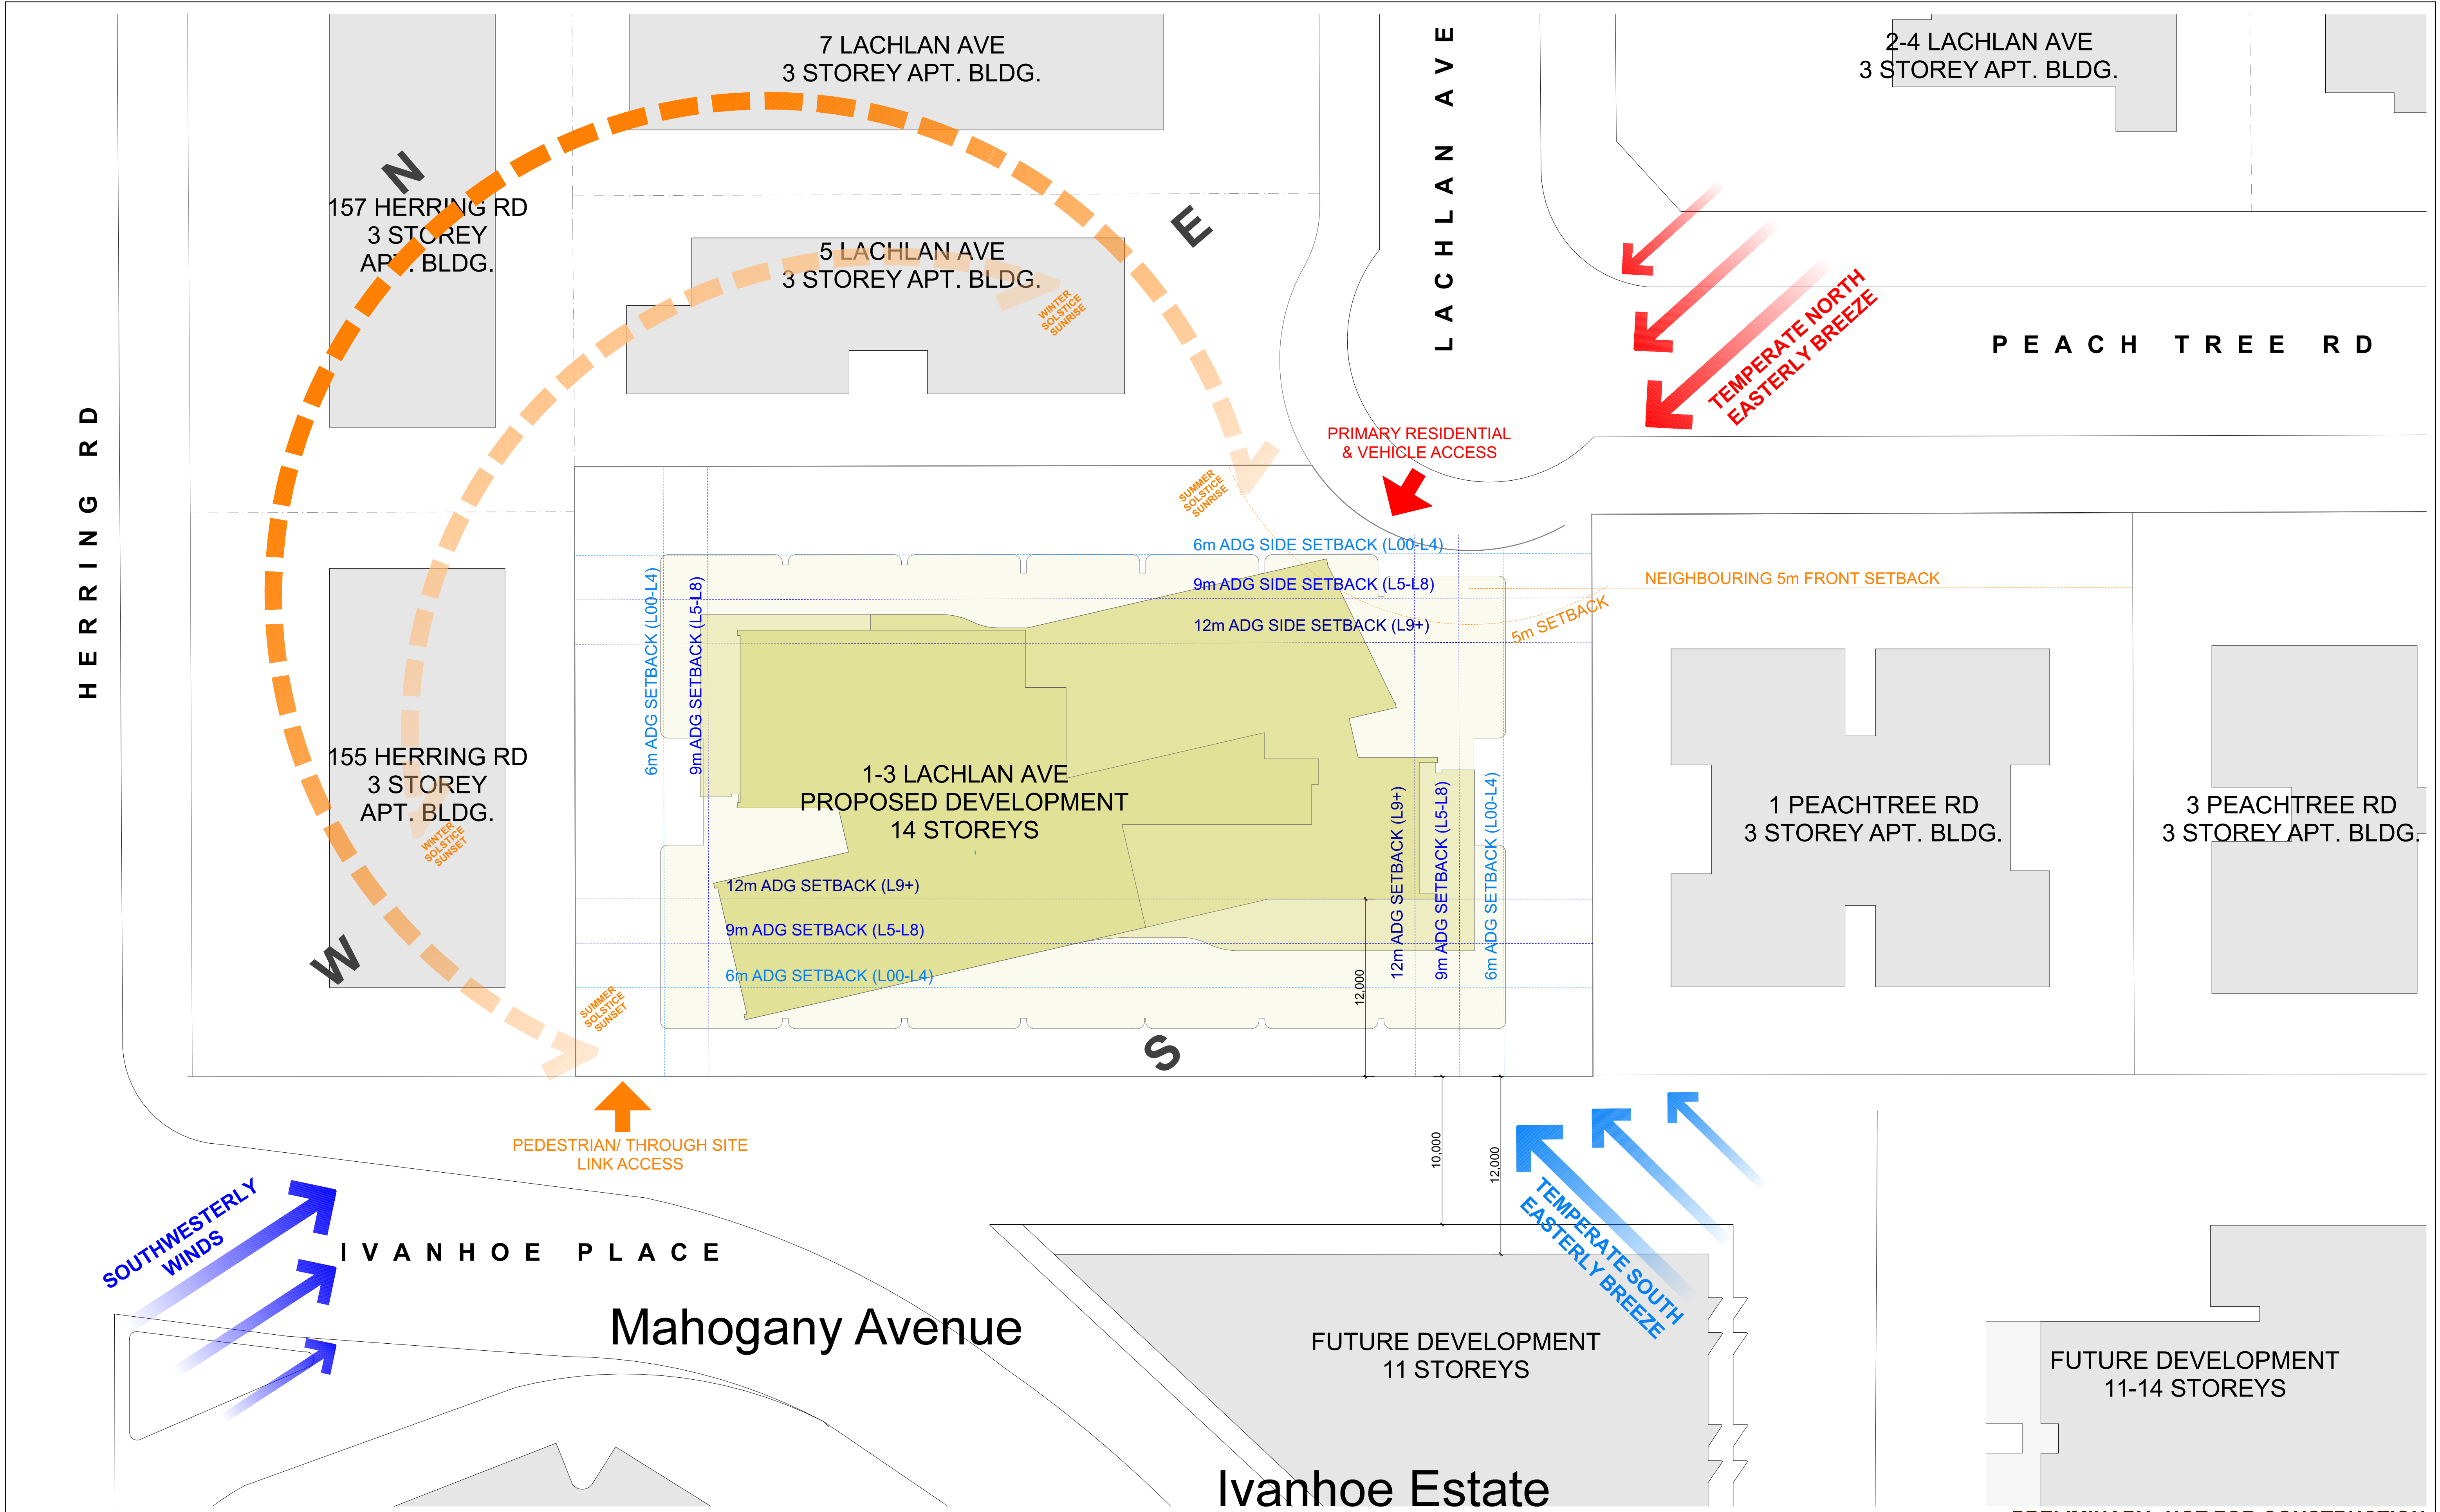 7 LACHLAN AVE
3 STOREY APT. BLDG.
LACHLAN AVE
2-4 LACHLAN AVE
3 STOREY APT. BLDG.
N
157 HERRING RD
3 STOREY
APT. BLDG.
E
5 LACHLAN AVE
3 STOREY APT. BLDG.
WINTER
SOLSTICE
SUNRISE
TEMPERATE NORTH
EASTERLY BREEZE
PEACH TREE RD
HERRING RD
PRIMARY RESIDENTIAL
& VEHICLE ACCESS
SUMMER
SOLSTICE
SUNRISE
6m ADG SIDE SETBACK (L00-L4)
9m ADG SIDE SETBACK (L5-L8)
12m ADG SIDE SETBACK (L9+)
NEIGHBOURING 5m FRONT SETBACK
5m SETBACK
6m ADG SETBACK (L00-L4)
9m ADG SETBACK (L5-L8)
155 HERRING RD
3 STOREY
APT. BLDG.
WINTER
SOLSTICE
SUNSET
1-3 LACHLAN AVE
PROPOSED DEVELOPMENT
14 STOREYS
12m ADG SETBACK (L9+)
9m ADG SETBACK (L5-L8)
6m ADG SETBACK (L00-L4)
1 PEACHTREE RD
3 STOREY APT. BLDG.
3 PEACHTREE RD
3 STOREY APT. BLDG.
12m ADG SETBACK (L9+)
9m ADG SETBACK (L5-L8)
6m ADG SETBACK (L00-L4)
W
SUMMER
SOLSTICE
SUNSET
12,000
S
PEDESTRIAN/ THROUGH SITE
LINK ACCESS
10,000
12,000
SOUTHWESTERLY
WINDS
IVANHOE PLACE
TEMPERATE SOUTH
EASTERLY BREEZE
Mahogany Avenue
FUTURE DEVELOPMENT
11 STOREYS
FUTURE DEVELOPMENT
11-14 STOREYS
Ivanhoe Estate